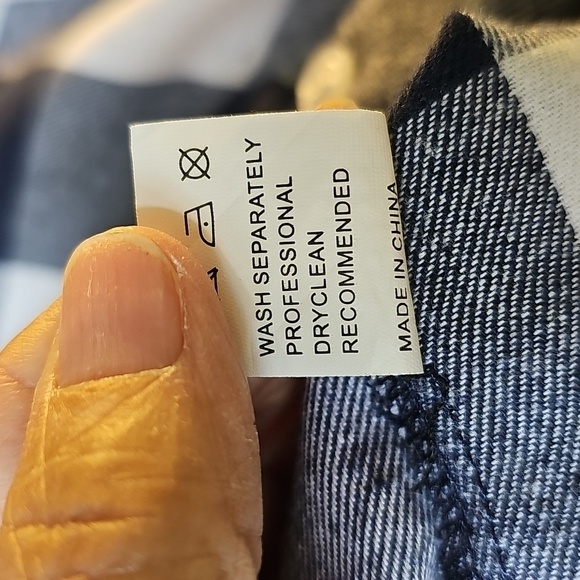 WASH SEPARATELY
PROFESSIONAL
DRYCLEAN
RECOMMENDED
MADE IN CHINA